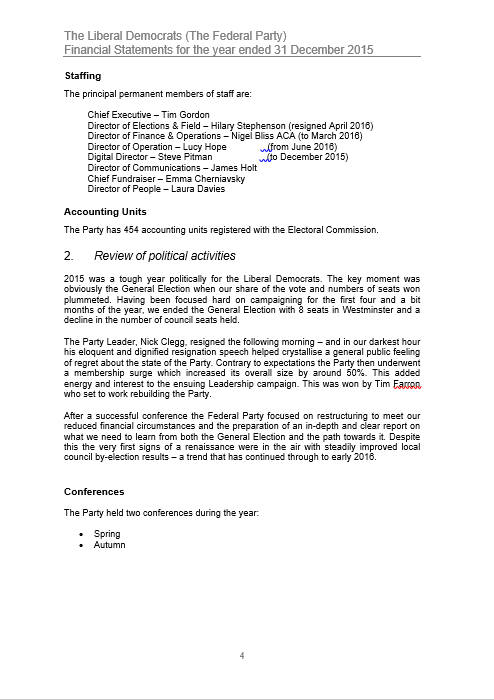 The Liberal Democrats (The Federal Party)
Financial Statements for the year ended 31 December 2015
Staffing
The principal permanent members of staff are:
Chief Executive – Tim Gordon
Director of Elections & Field – Hilary Stephenson (resigned April 2016)
Director of Finance & Operations – Nigel Bliss ACA (to March 2016)
Director of Operation – Lucy Hope (from June 2016)
Digital Director – Steve Pitman (to December 2015)
Director of Communications – James Holt
Chief Fundraiser – Emma Cherniavsky
Director of People – Laura Davies
Accounting Units
The Party has 454 accounting units registered with the Electoral Commission.
2. Review of political activities
2015 was a tough year politically for the Liberal Democrats. The key moment was
obviously the General Election when our share of the vote and numbers of seats won
plummeted. Having been focused hard on campaigning for the first four and a bit
months of the year, we ended the General Election with 8 seats in Westminster and a
decline in the number of council seats held.
The Party Leader, Nick Clegg, resigned the following morning – and in our darkest hour
his eloquent and dignified resignation speech helped crystallise a general public feeling
of regret about the state of the Party. Contrary to expectations the Party then underwent
a membership surge which increased its overall size by around 50%. This added
energy and interest to the ensuing Leadership campaign. This was won by Tim Farron
who set to work rebuilding the Party.
After a successful conference the Federal Party focused on restructuring to meet our
reduced financial circumstances and the preparation of an in-depth and clear report on
what we need to learn from both the General Election and the path towards it. Despite
this the very first signs of a renaissance were in the air with steadily improved local
council by-election results – a trend that has continued through to early 2016.
Conferences
The Party held two conferences during the year:
• Spring
• Autumn
4